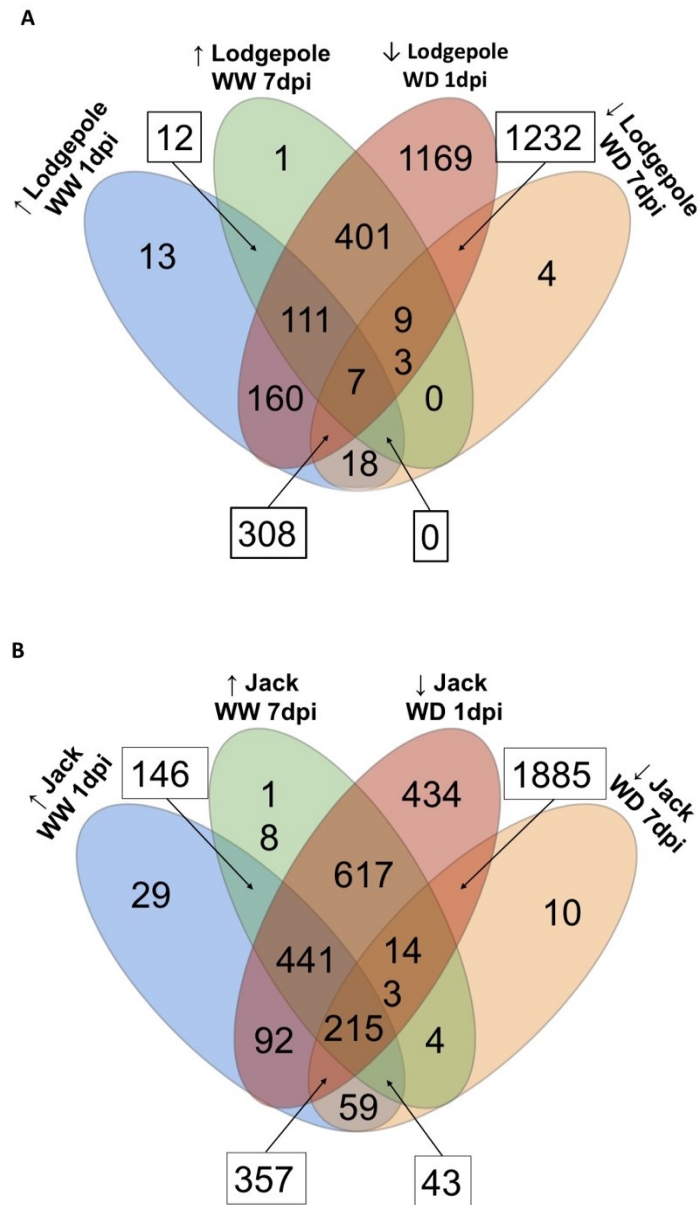 A
↑ Lodgepole
WW 7dpi
↓ Lodgepole
WD 1dpi
↑ Lodgepole
WW 1dpi
↓ Lodgepole
WD 7dpi
12
1232
1
1169
13
401
4
111
9
3
7
160
0
18
308
0
B
↑ Jack
WW 7dpi
↓ Jack
WD 1dpi
↑ Jack
WW 1dpi
↓ Jack
WD 7dpi
146
1885
1
8
434
29
617
10
441
14
3
215
92
4
59
357
43